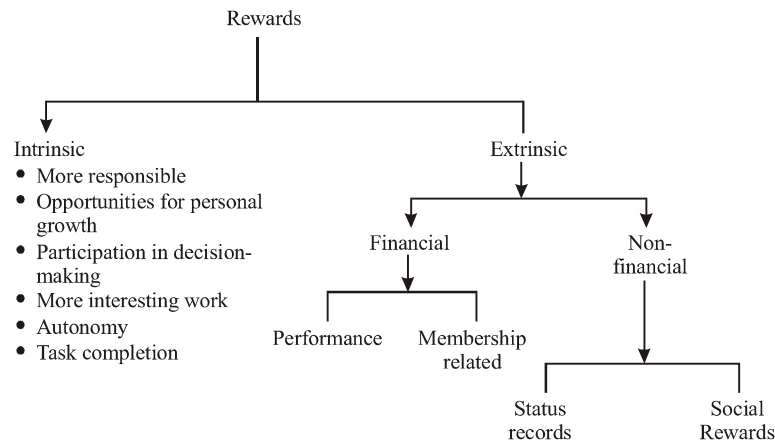 Rewards
Intrinsic
• More responsible
• Opportunities for personal
growth
• Participation in decision-
making
• More interesting work
• Autonomy
• Task completion
Extrinsic
Financial
Performance
Membership
related
Non-
financial
Status
records
Social
Rewards